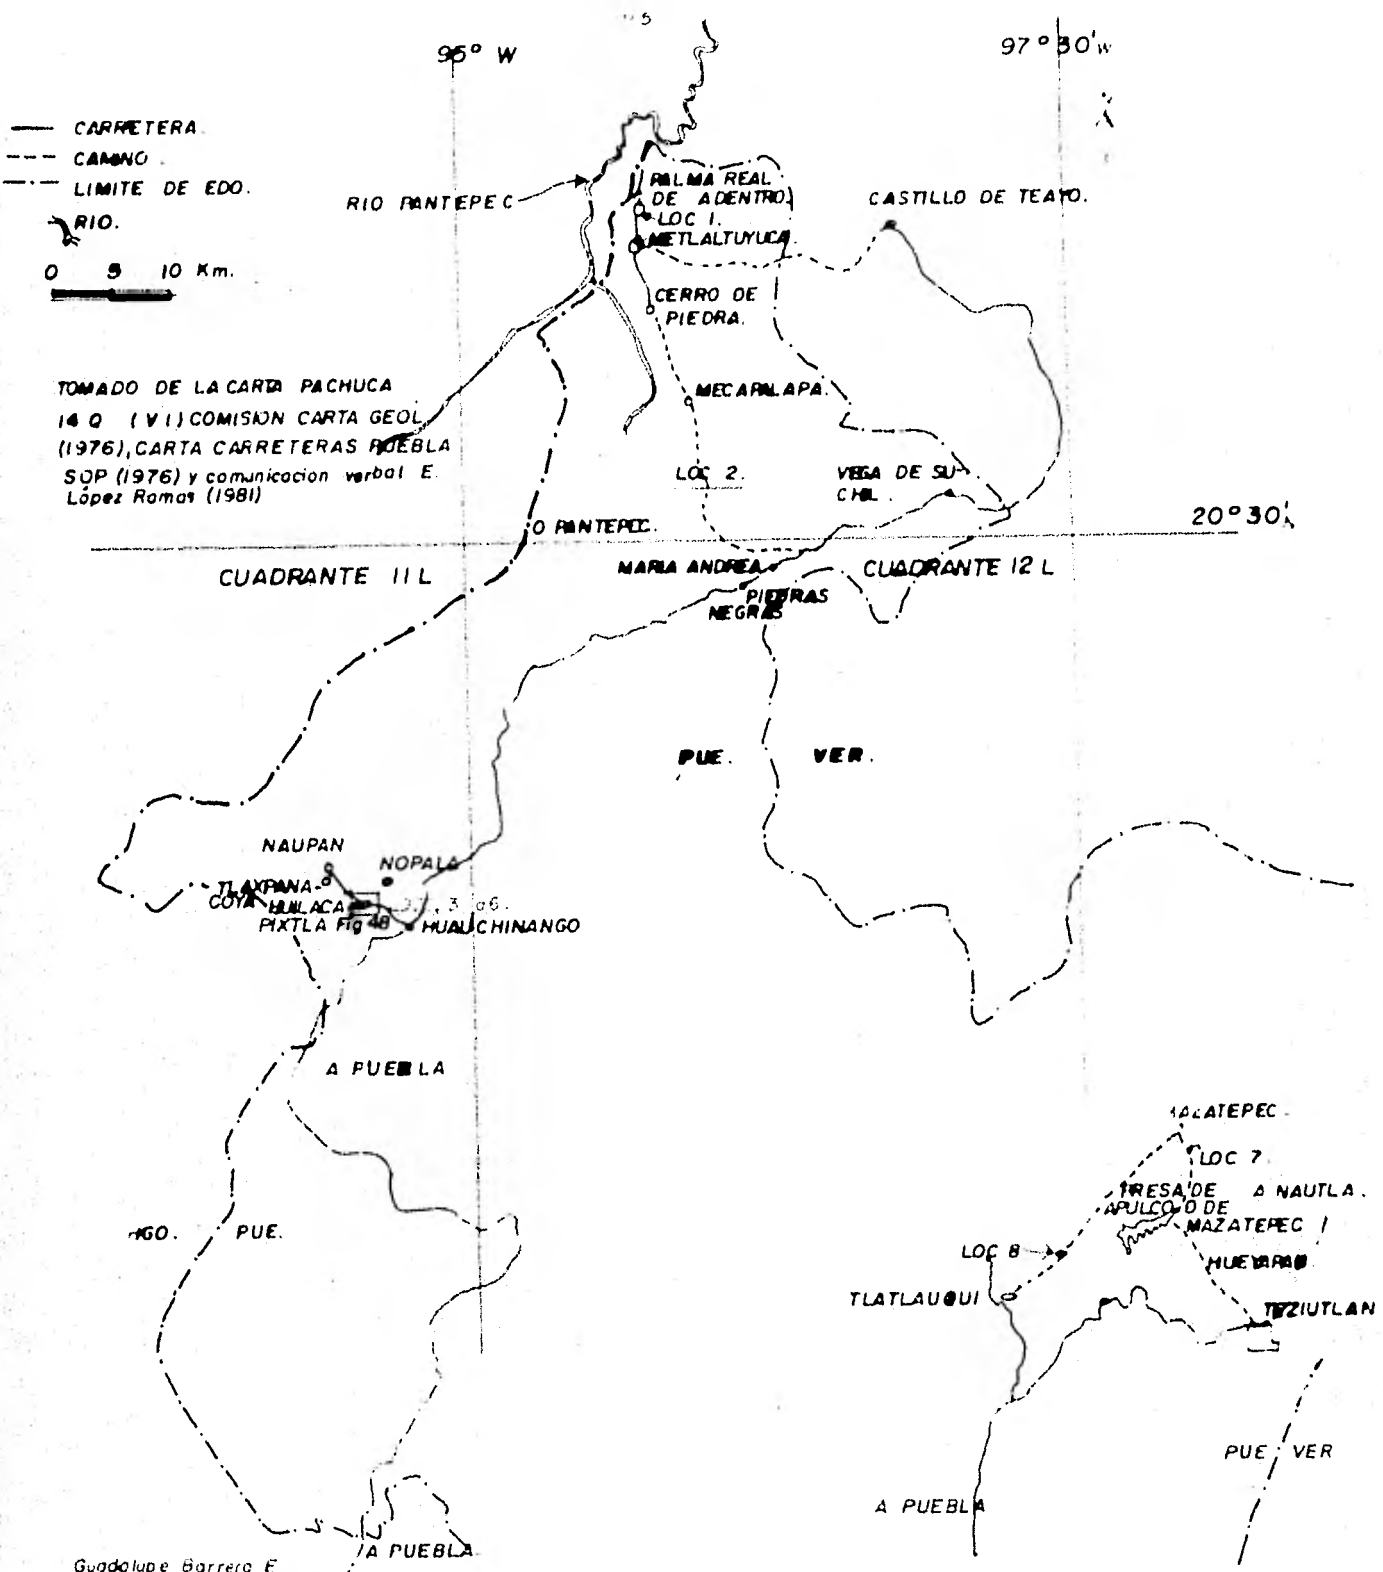 95° W
97°30' W
CARRETERA.
CAMINO.
LIMITE DE EDO.
RIO.
0 5 10 Km.
RIO PANTEPEC
PALMA REAL
DE ADENTRO.
LOC 1.
METLALTUYUCA.
CASTILLO DE TEAYO.
CERRO DE
PIEDRA.
TOMADO DE LA CARTA PACHUCA
14 Q (VI) COMISION CARTA GEOL.
(1976), CARTA CARRETERAS PUEBLA
SOP (1976) y comunicacion verbal E.
López Ramos (1981)
MECAPALAPA.
LOC 2.
VEGA DE SU-
CHIL.
PANTEPEC.
20°30'
CUADRANTE 11 L
MARIA ANDREA
CUADRANTE 12 L
PIEDRAS
NEGRAS
PUE. VER.
NAUPAN
NOPALA
TLAXPANA-
COYA HUILACA
PIXTLA Fig 4B
HUAUCHINANGO
A PUEBLA
HGO. PUE.
LOC 7.
PRESA DE
A NAUTLA.
APULCO O DE
MAZATEPEC
LOC 8
HUEYAPAN.
TLATLAUQUI
TEZIUTLAN
PUE VER
A PUEBLA
A PUEBLA.
Guadalupe Barrera E.